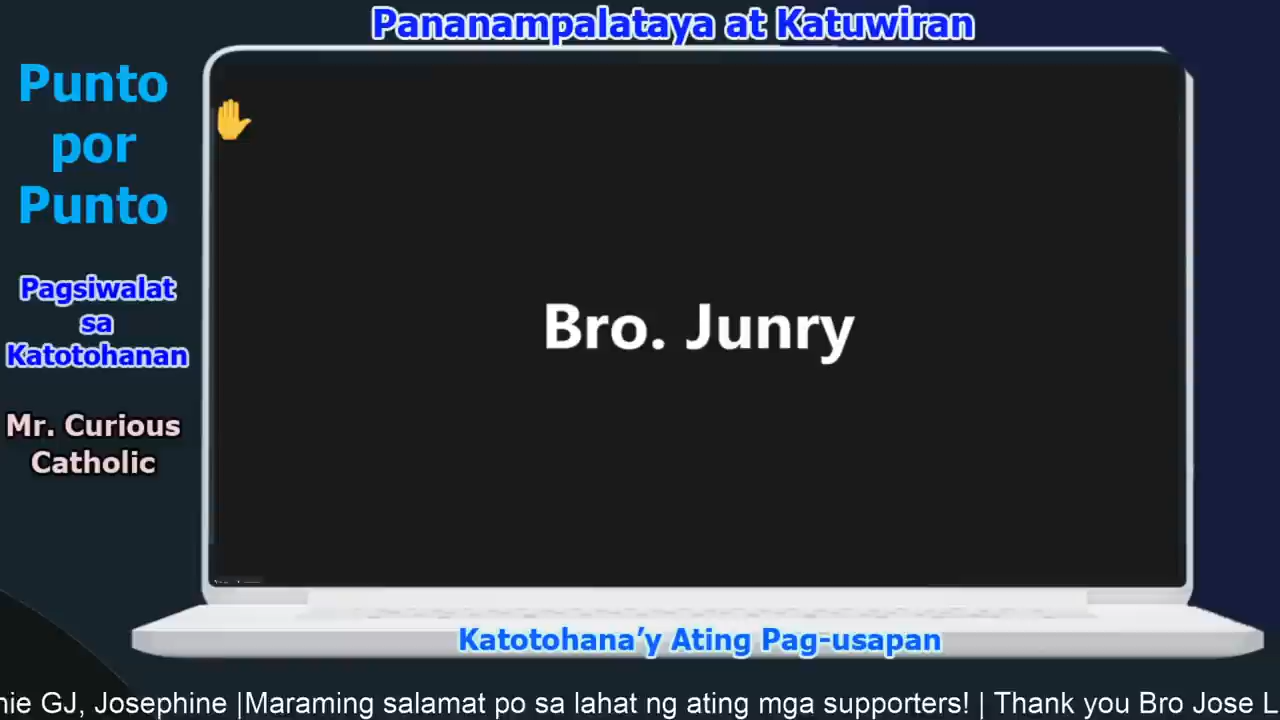 Pananampalataya at Katuwiran
Punto
por
Punto
Pagsiwalat
sa
Katotohanan
Mr. Curious
Catholic
Bro. Junry
Katotohana’y Ating Pag-usapan
GJ, Josephine |Maraming salamat po sa lahat ng ating mga supporters! | Thank you Bro Jose